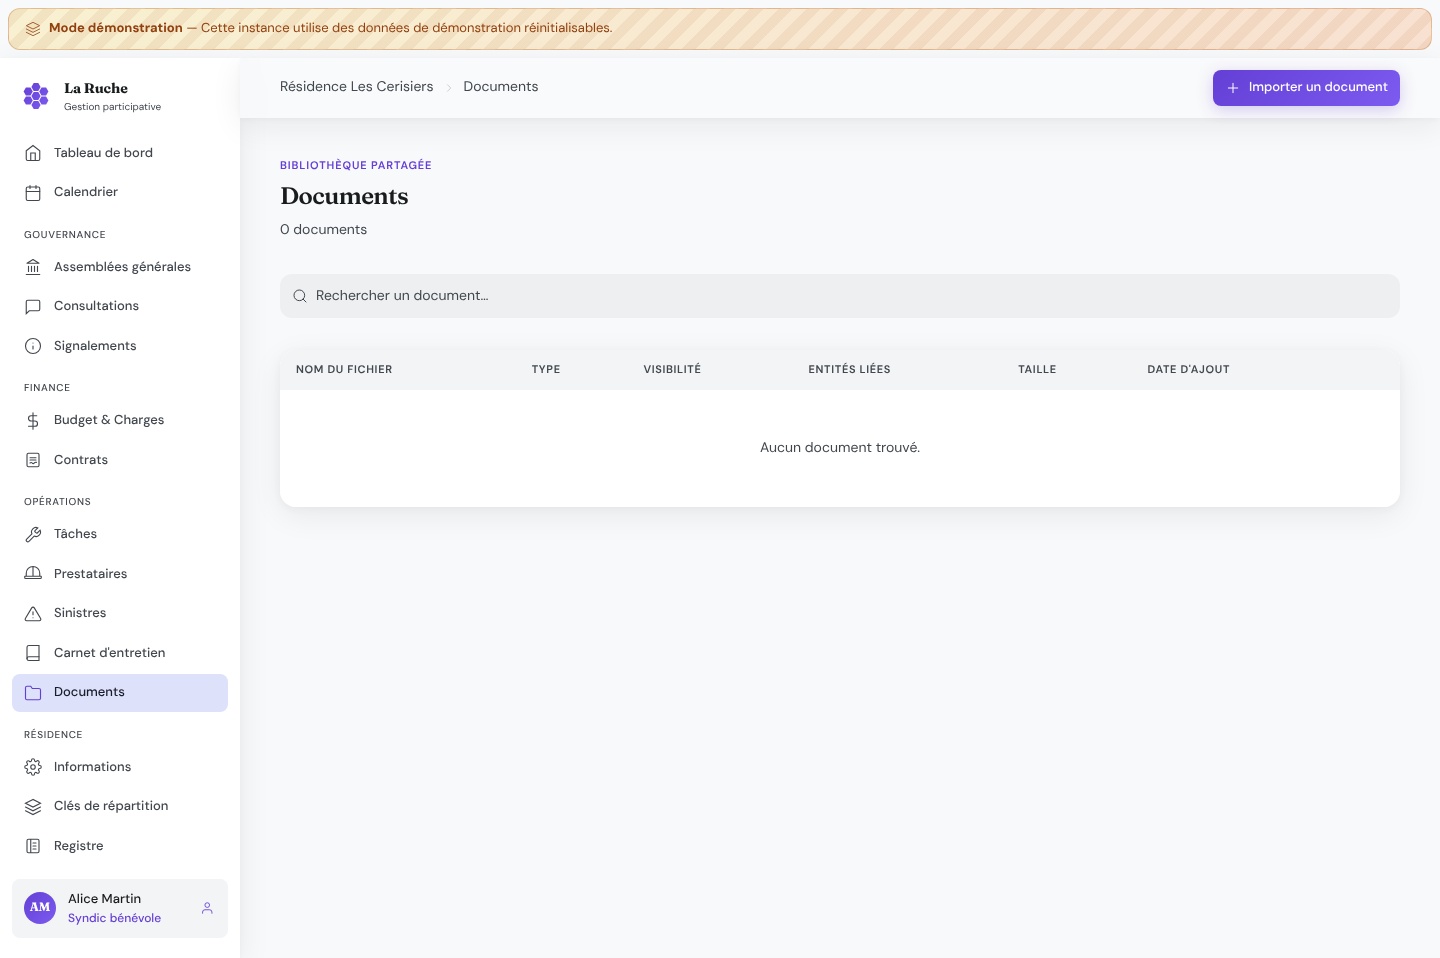 Mode démonstration — Cette instance utilise des données de démonstration réinitialisables.
La Ruche
Gestion participative
Tableau de bord
Calendrier
GOUVERNANCE
Assemblées générales
Consultations
Signalements
FINANCE
Budget & Charges
Contrats
OPÉRATIONS
Tâches
Prestataires
Sinistres
Carnet d'entretien
Documents
RÉSIDENCE
Informations
Clés de répartition
Registre
AM
Alice Martin
Syndic bénévole
Résidence Les Cerisiers > Documents
+ Importer un document
BIBLIOTHÈQUE PARTAGÉE
Documents
0 documents
Rechercher un document...
NOM DU FICHIER TYPE VISIBILITÉ ENTITÉS LIÉES TAILLE DATE D'AJOUT
Aucun document trouvé.